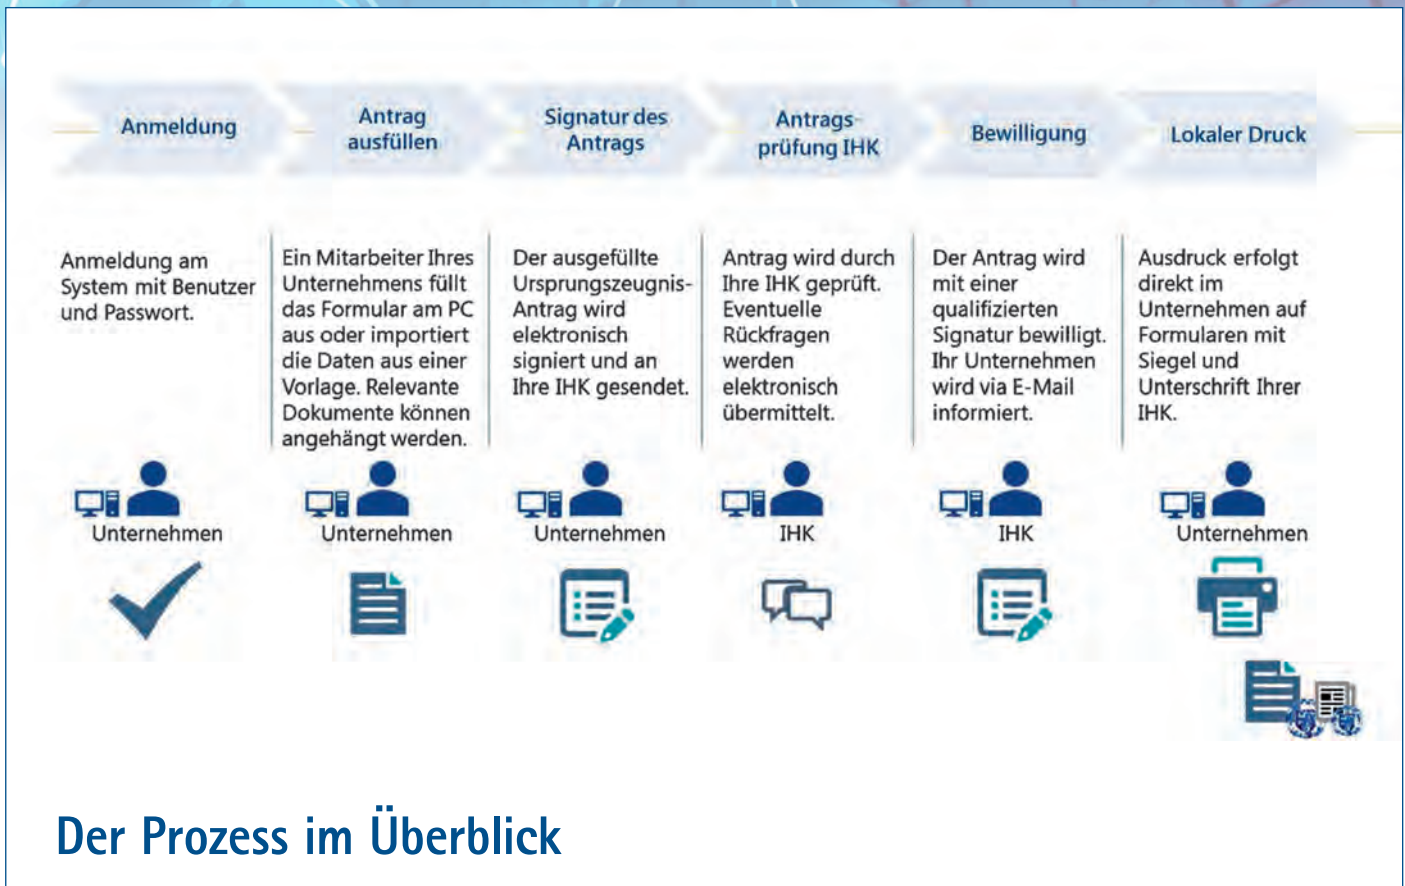 Anmeldung
Antrag
ausfüllen
Signatur des
Antrags
Antrags-
prüfung IHK
Bewilligung
Lokaler Druck
Anmeldung am
System mit Benutzer
und Passwort.
Ein Mitarbeiter Ihres
Unternehmens füllt
das Formular am PC
aus oder importiert
die Daten aus einer
Vorlage. Relevante
Dokumente können
angehängt werden.
Der ausgefüllte
Ursprungszeugnis-
Antrag wird
elektronisch
signiert und an
Ihre IHK gesendet.
Antrag wird durch
Ihre IHK geprüft.
Eventuelle
Rückfragen
werden
elektronisch
übermittelt.
Der Antrag wird
mit einer
qualifizierten
Signatur bewilligt.
Ihr Unternehmen
wird via E-Mail
informiert.
Ausdruck erfolgt
direkt im
Unternehmen auf
Formularen mit
Siegel und
Unterschrift Ihrer
IHK.
Unternehmen
Unternehmen
Unternehmen
IHK
IHK
Unternehmen
Der Prozess im Überblick